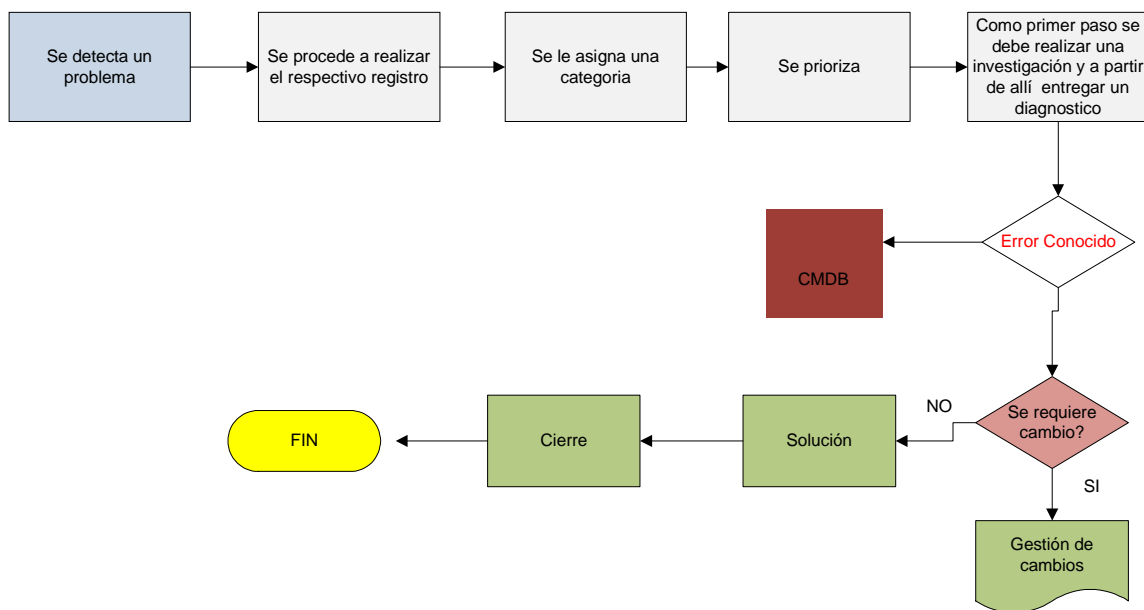 Se detecta un
problema
Se procede a realizar
el respectivo registro
Se le asigna una
categoria
Se prioriza
Como primer paso se
debe realizar una
investigación y a partir
de allí  entregar un
diagnostico
Error Conocido
CMDB
Se requiere
cambio?
NO
SI
Solución
Cierre
FIN
Gestión de
cambios